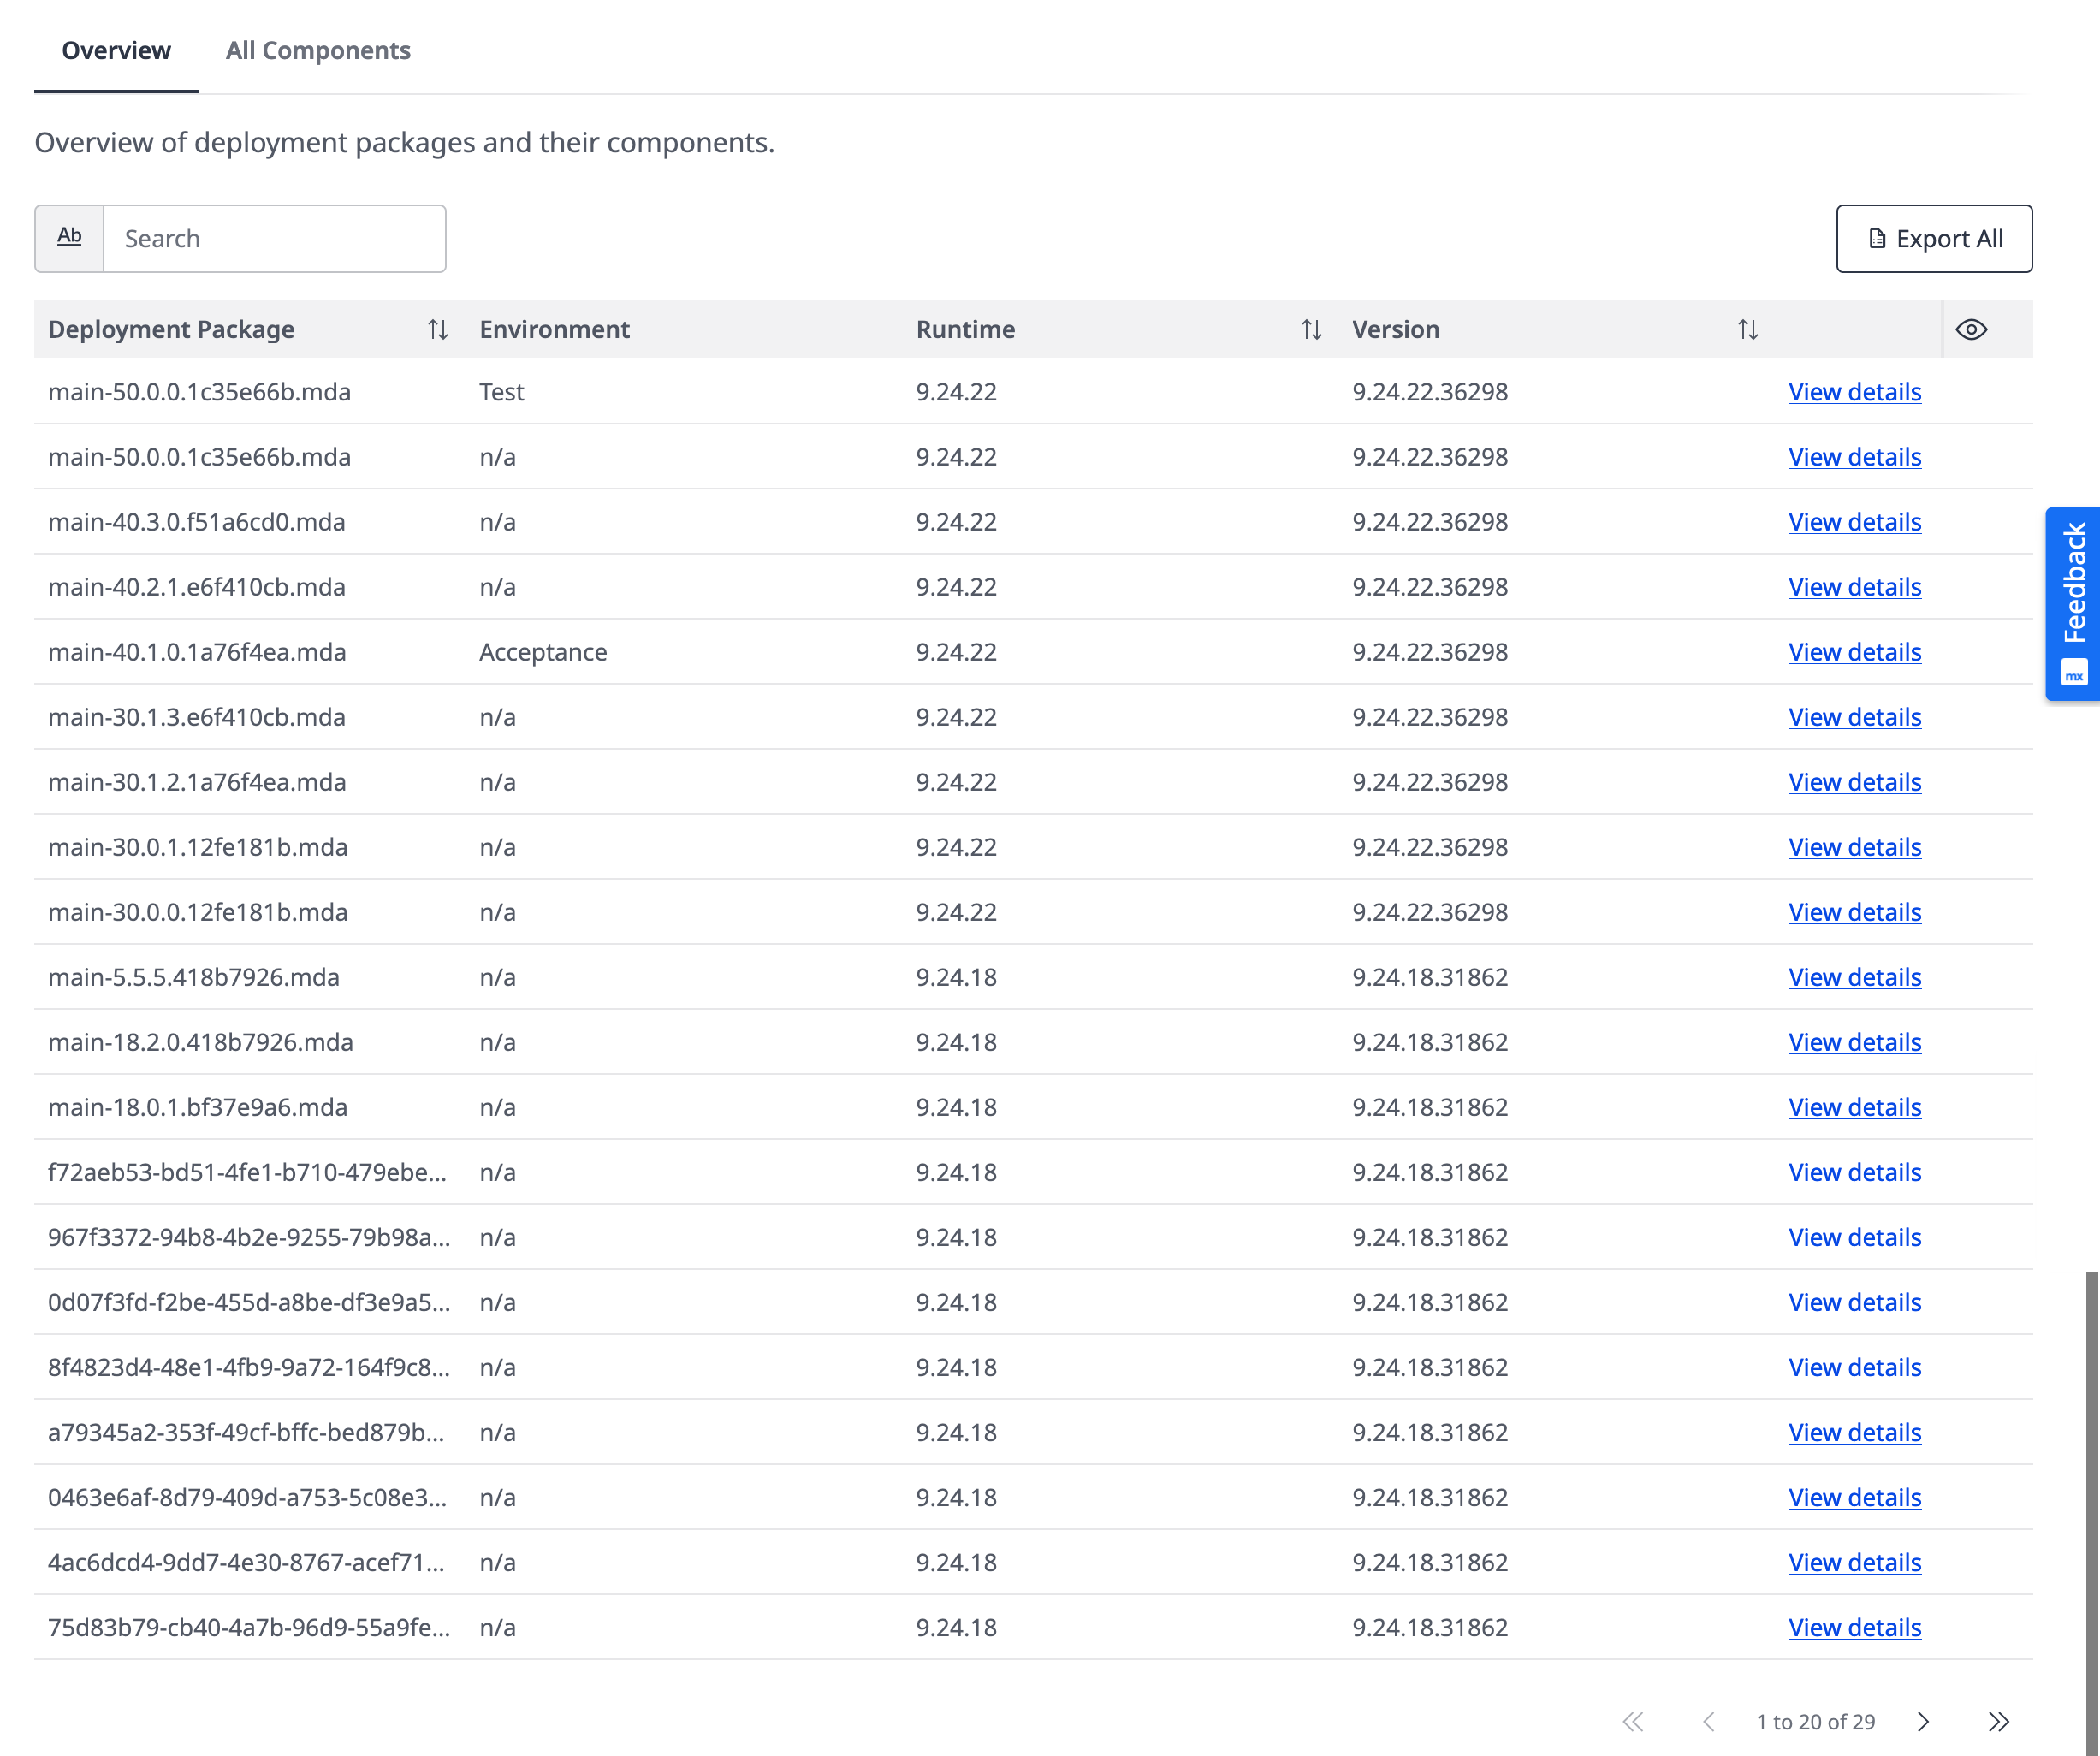 Overview All Components
Overview of deployment packages and their components.
Ab Search Export All
Deployment Package Environment Runtime Version
main-50.0.0.1c35e66b.mda Test 9.24.22 9.24.22.36298 View details
main-50.0.0.1c35e66b.mda n/a 9.24.22 9.24.22.36298 View details
main-40.3.0.f51a6cd0.mda n/a 9.24.22 9.24.22.36298 View details
main-40.2.1.e6f410cb.mda n/a 9.24.22 9.24.22.36298 View details
main-40.1.0.1a76f4ea.mda Acceptance 9.24.22 9.24.22.36298 View details
main-30.1.3.e6f410cb.mda n/a 9.24.22 9.24.22.36298 View details
main-30.1.2.1a76f4ea.mda n/a 9.24.22 9.24.22.36298 View details
main-30.0.1.12fe181b.mda n/a 9.24.22 9.24.22.36298 View details
main-30.0.0.12fe181b.mda n/a 9.24.22 9.24.22.36298 View details
main-5.5.5.418b7926.mda n/a 9.24.18 9.24.18.31862 View details
main-18.2.0.418b7926.mda n/a 9.24.18 9.24.18.31862 View details
main-18.0.1.bf37e9a6.mda n/a 9.24.18 9.24.18.31862 View details
f72aeb53-bd51-4fe1-b710-479ebe... n/a 9.24.18 9.24.18.31862 View details
967f3372-94b8-4b2e-9255-79b98a... n/a 9.24.18 9.24.18.31862 View details
0d07f3fd-f2be-455d-a8be-df3e9a5... n/a 9.24.18 9.24.18.31862 View details
8f4823d4-48e1-4fb9-9a72-164f9c8... n/a 9.24.18 9.24.18.31862 View details
a79345a2-353f-49cf-bffc-bed879b... n/a 9.24.18 9.24.18.31862 View details
0463e6af-8d79-409d-a753-5c08e3... n/a 9.24.18 9.24.18.31862 View details
4ac6dcd4-9dd7-4e30-8767-acef71... n/a 9.24.18 9.24.18.31862 View details
75d83b79-cb40-4a7b-96d9-55a9fe... n/a 9.24.18 9.24.18.31862 View details
1 to 20 of 29
mx Feedback